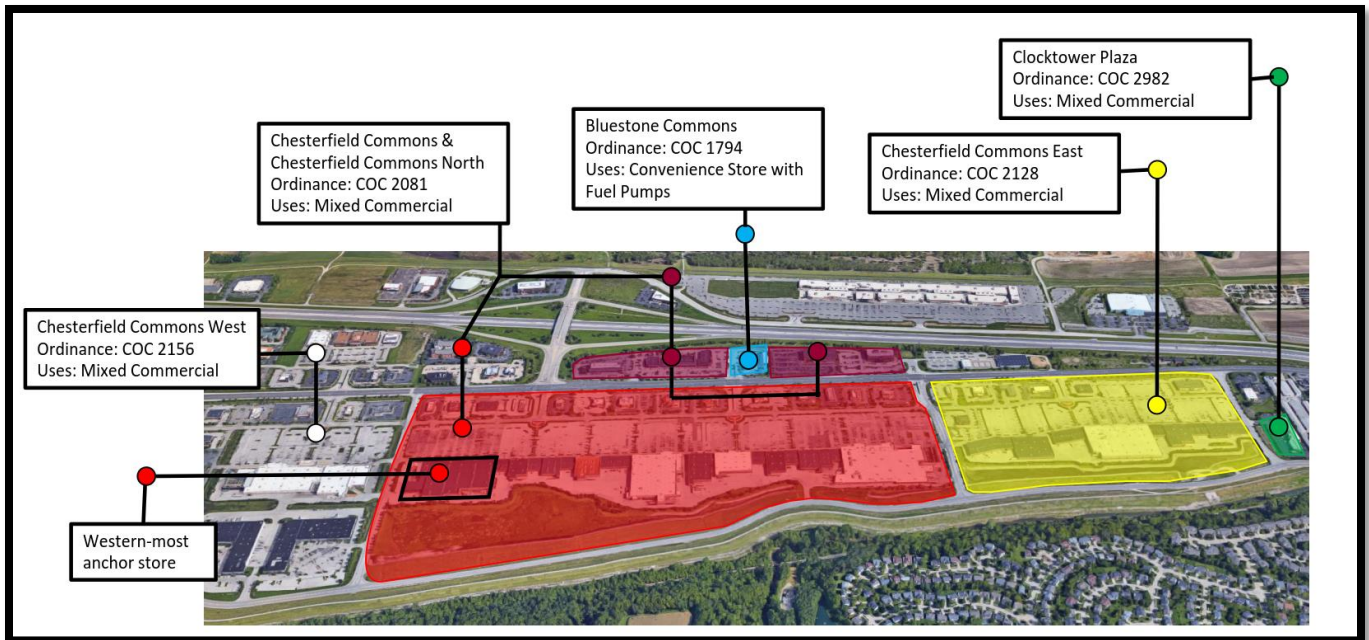 Clocktower Plaza
Ordinance: COC 2982
Uses: Mixed Commercial
Chesterfield Commons &
Chesterfield Commons North
Ordinance: COC 2081
Uses: Mixed Commercial
Bluestone Commons
Ordinance: COC 1794
Uses: Convenience Store with
Fuel Pumps
Chesterfield Commons East
Ordinance: COC 2128
Uses: Mixed Commercial
Chesterfield Commons West
Ordinance: COC 2156
Uses: Mixed Commercial
Western-most
anchor store